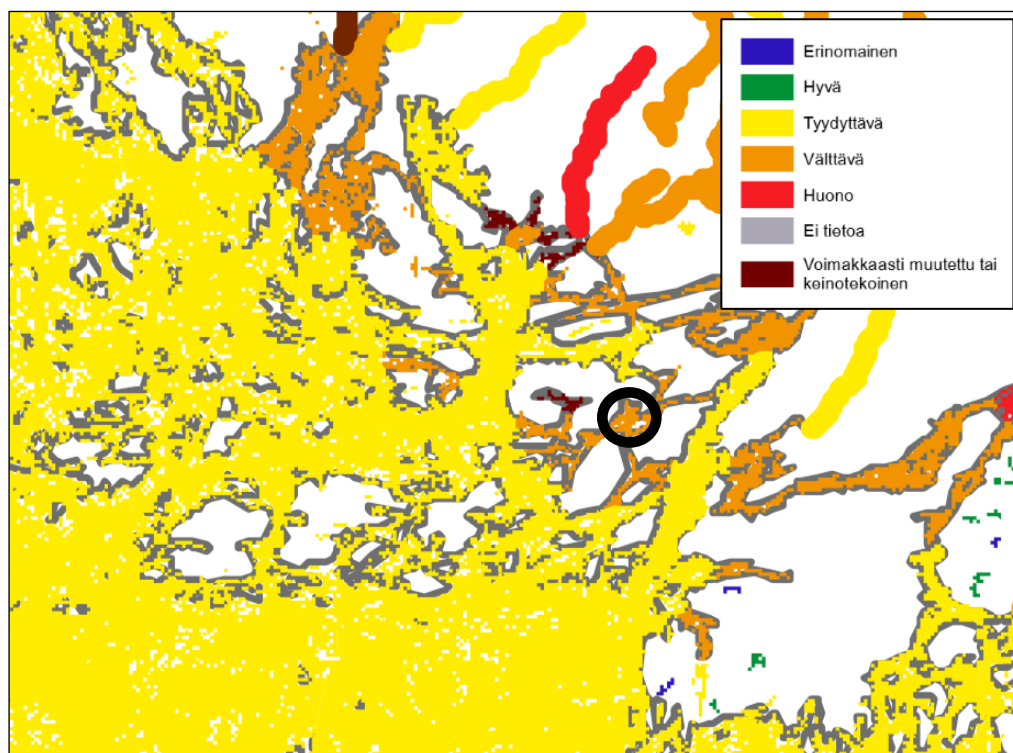 Erinomainen
Hyvä
Tyydyttävä
Välttävä
Huono
Ei tietoa
Voimakkaasti muutettu tai
keinotekoinen